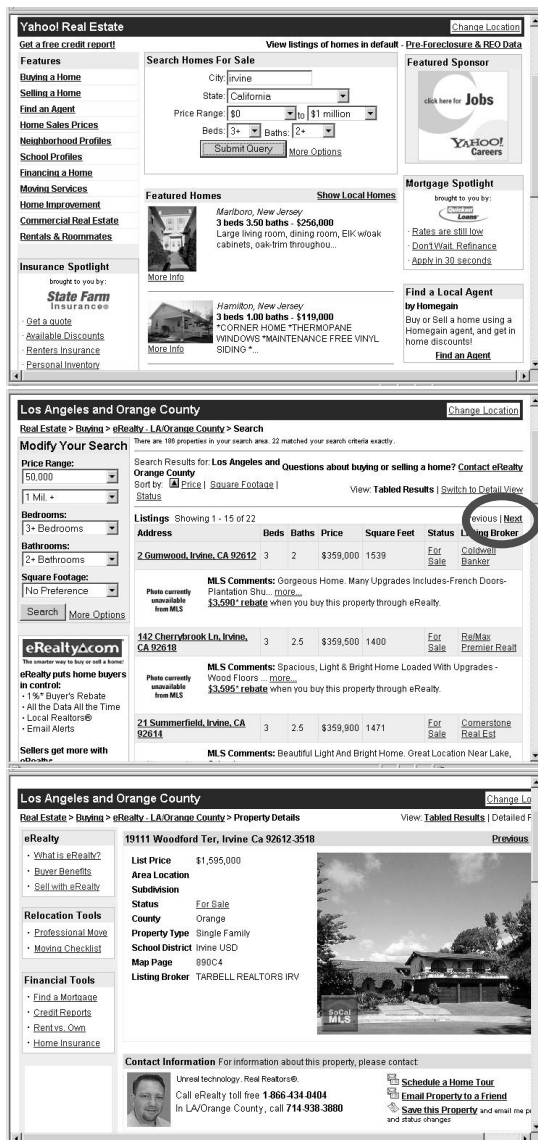 Yahoo! Real Estate
Change Location
Get a free credit report!
View listings of homes in default - Pre-Foreclosure & REO Data
Features
Buying a Home
Selling a Home
Find an Agent
Home Sales Prices
Neighborhood Profiles
School Profiles
Financing a Home
Moving Services
Home Improvement
Commercial Real Estate
Rentals & Roommates
Insurance Spotlight
brought to you by:
State Farm
Insurance
· Get a quote
· Available Discounts
· Renters Insurance
· Personal Inventory
Search Homes For Sale
City: irvine
State: California
Price Range: $0 to $1 million
Beds: 3+ Baths: 2+
Submit Query More Options
Featured Homes
Show Local Homes
Marlboro, New Jersey
3 beds 3.50 baths - $256,000
Large living room, dining room, EIK w/oak
cabinets, oak-trim throughou...
More Info
Hamilton, New Jersey
3 beds 1.00 baths - $119,000
*CORNER HOME *THERMOPANE
WINDOWS *MAINTENANCE FREE VINYL
SIDING *...
More Info
Featured Sponsor
click here for Jobs
YAHOO!
Careers
Mortgage Spotlight
brought to you by:
Quicken
Loans
· Rates are still low
· Don't Wait. Refinance
· Apply in 30 seconds
Find a Local Agent
by Homegain
Buy or Sell a home using a
Homegain agent, and get in
home discounts!
Find an Agent
Los Angeles and Orange County
Change Location
Real Estate > Buying > eRealty - LA/Orange County > Search
Modify Your Search
Price Range:
50,000
1 Mil. +
Bedrooms:
3+ Bedrooms
Bathrooms:
2+ Bathrooms
Square Footage:
No Preference
Search More Options
eRealty.com
The smarter way to buy or sell a home!
eRealty puts home buyers
in control:
· 1%* Buyer's Rebate
· All the Data All the Time
· Local Realtors®
· Email Alerts
Sellers get more with
eRealty:
There are 186 properties in your search area. 22 matched your search criteria exactly.
Search Results for: Los Angeles and
Orange County
Questions about buying or selling a home? Contact eRealty
Sort by: Price | Square Footage |
Status
View: Tabled Results | Switch to Detail View
Listings Showing 1 - 15 of 22
Previous | Next
Address Beds Baths Price Square Feet Status Listing Broker
2 Gumwood, Irvine, CA 92612 3 2 $359,000 1539 For Sale Coldwell Banker
Photo currently
unavailable
from MLS
MLS Comments: Gorgeous Home. Many Upgrades Includes-French Doors-
Plantation Shu... more...
$3,590* rebate when you buy this property through eRealty.
142 Cherrybrook Ln, Irvine, CA 92618 3 2.5 $359,500 1400 For Sale Re/Max Premier Realt
Photo currently
unavailable
from MLS
MLS Comments: Spacious, Light & Bright Home Loaded With Upgrades -
Wood Floors ... more...
$3,595* rebate when you buy this property through eRealty.
21 Summerfield, Irvine, CA 92614 3 2.5 $359,900 1471 For Sale Cornerstone Real Est
MLS Comments: Beautiful Light And Bright Home. Great Location Near Lake,
Los Angeles and Orange County
Change Lo
Real Estate > Buying > eRealty - LA/Orange County > Property Details
View: Tabled Results | Detailed R
eRealty
· What is eRealty?
· Buyer Benefits
· Sell with eRealty
Relocation Tools
· Professional Move
· Moving Checklist
Financial Tools
· Find a Mortgage
· Credit Reports
· Rent vs. Own
· Home Insurance
19111 Woodford Ter, Irvine Ca 92612-3518
Previous
List Price $1,595,000
Area Location
Subdivision
Status For Sale
County Orange
Property Type Single Family
School District Irvine USD
Map Page 890C4
Listing Broker TARBELL REALTORS IRV
SoCal
MLS
Contact Information For information about this property, please contact:
Unreal technology. Real Realtors®.
Call eRealty toll free 1-866-434-0404
In LA/Orange County, call 714-938-3880
Schedule a Home Tour
Email Property to a Friend
Save this Property and email me pr
and status changes